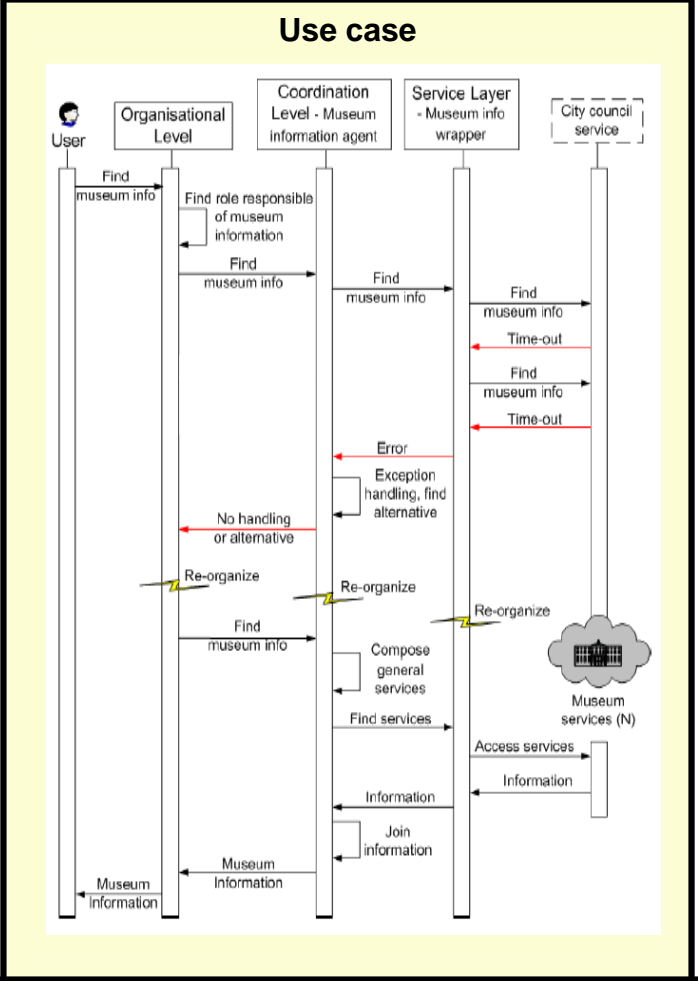 Use case
User
Organisational
Level
Coordination
Level - Museum
information agent
Service Layer
- Museum info
wrapper
City council
service
Find
museum info
Find role responsible
of museum
information
Find
museum info
Find
museum info
Find
museum info
Time-out
Find
museum info
Time-out
Error
Exception
handling, find
alternative
No handling
or alternative
Re-organize
Re-organize
Re-organize
Find
museum info
Compose
general
services
Museum
services (N)
Find services
Access services
Information
Information
Join
information
Museum
Information
Museum
Information